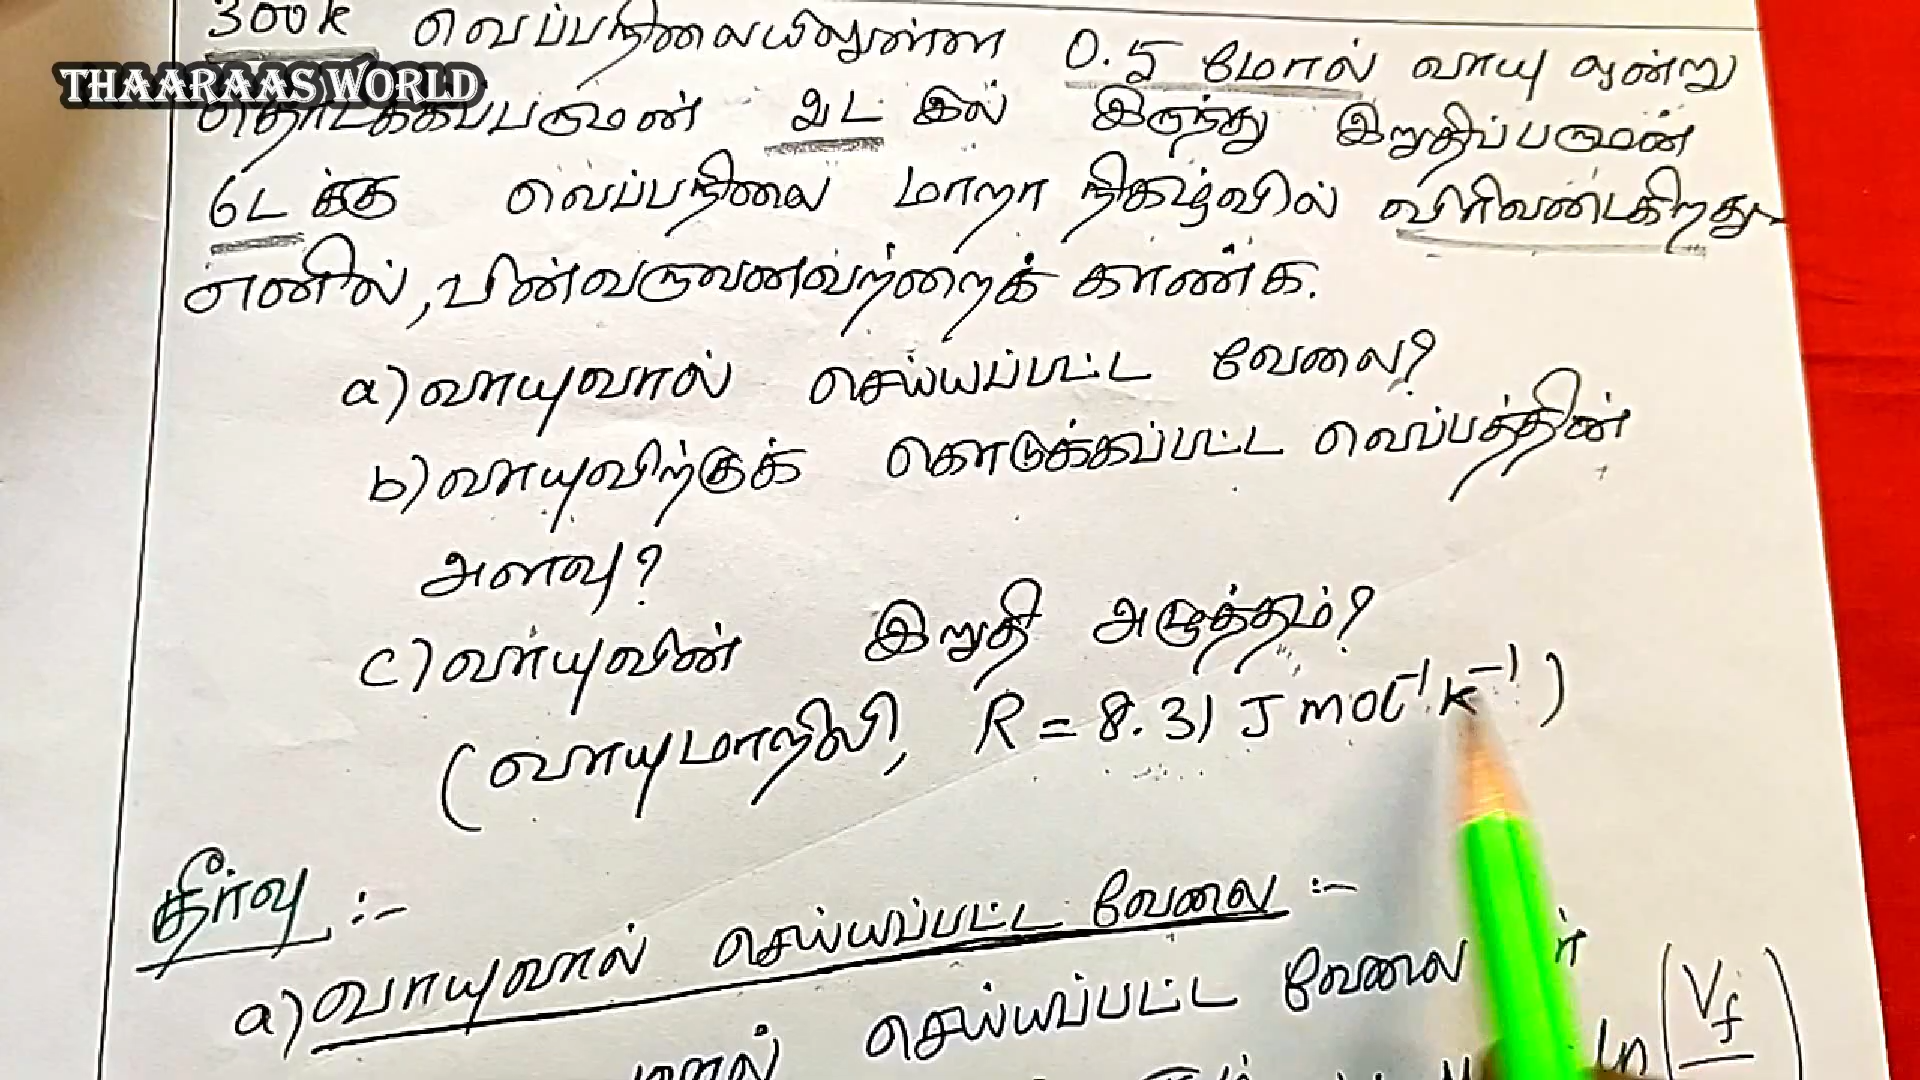 300K வெப்பநிலையிலுள்ள 0.5 மோல் வாயு ஒன்று
THAARAAS WORLD
தொடக்கப்பருமன் 2L இல் இருந்து இறுதிப்பருமன்
6L க்கு வெப்பநிலை மாறா நிகழ்வில் விரிவடைகிறது
எனில், பின்வருவனவற்றைக் காண்க.
a) வாயுவால் செய்யப்பட்ட வேலை?
b) வாயுவிற்குக் கொடுக்கப்பட்ட வெப்பத்தின்
அளவு?
c) வாயுவின் இறுதி அழுத்தம்?
(வாயுமாறிலி, R = 8.31 J mol⁻¹ K⁻¹)
தீர்வு :-
a) வாயுவால் செய்யப்பட்ட வேலை :-
செய்யப்பட்ட வேலை
ln (Vf